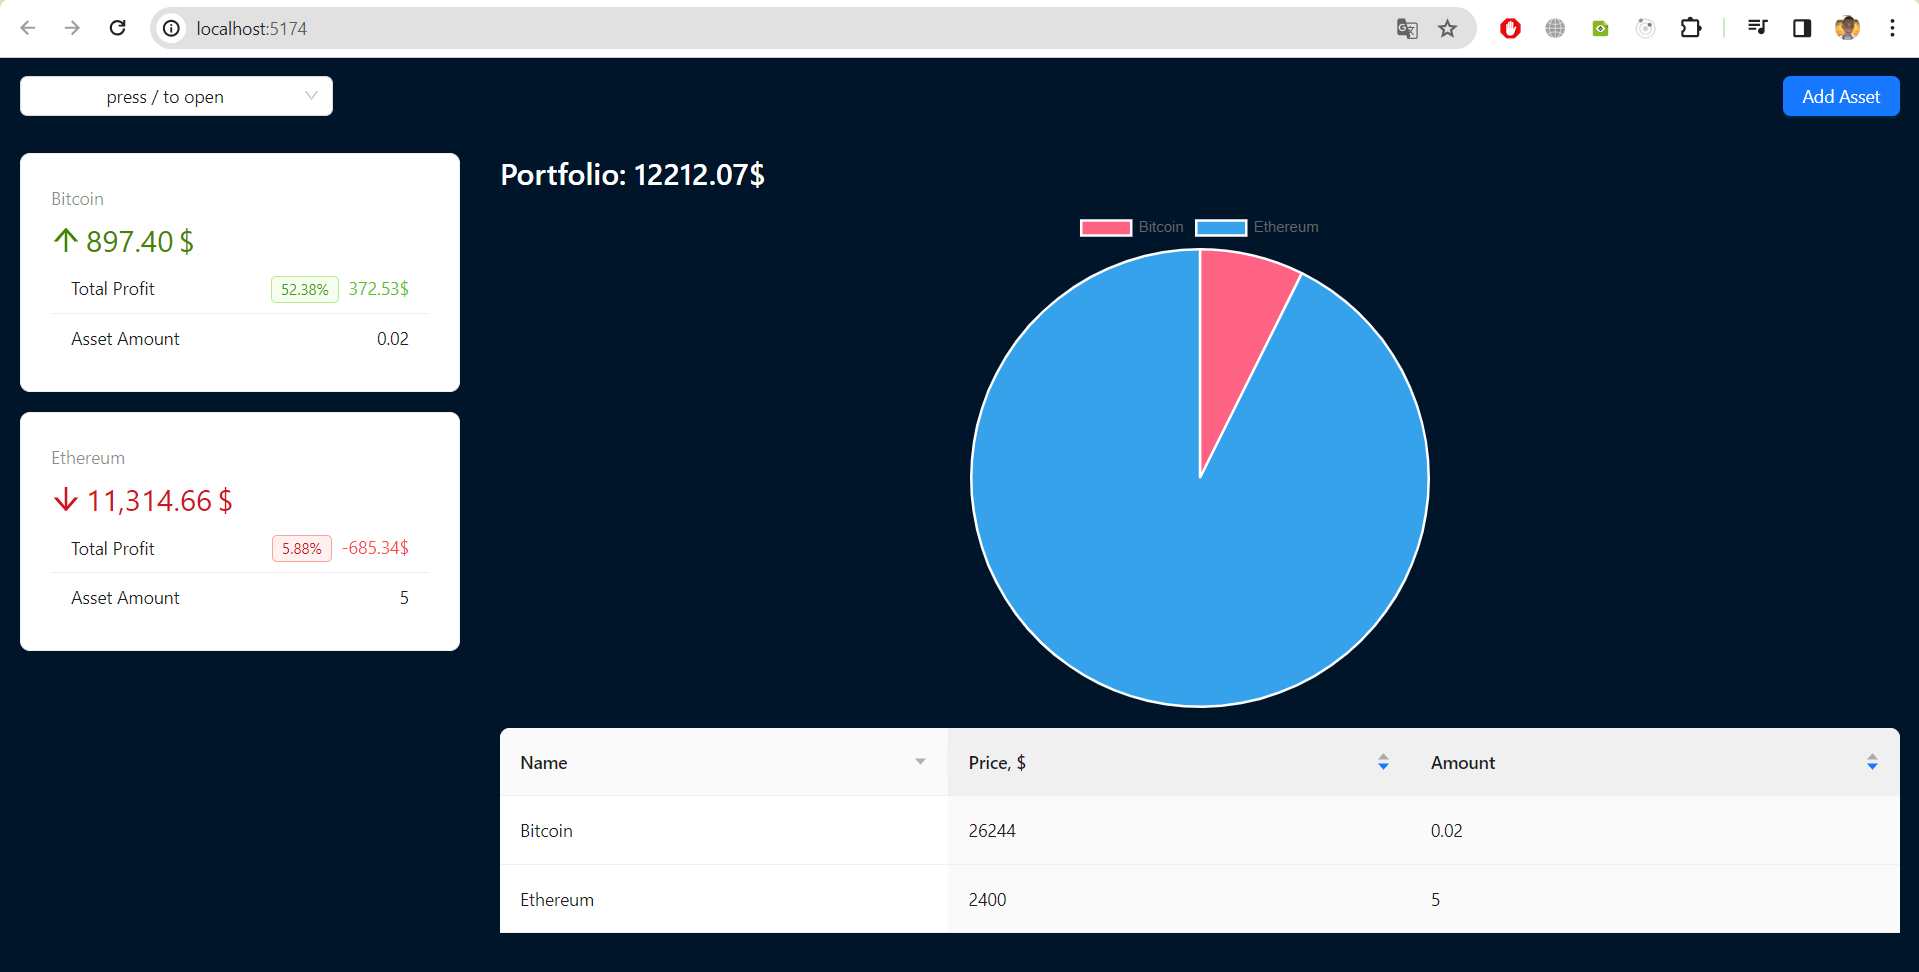 localhost:5174
press / to open
Add Asset
Bitcoin
897.40 $
Total Profit 52.38% 372.53$
Asset Amount 0.02
Ethereum
11,314.66 $
Total Profit 5.88% -685.34$
Asset Amount 5
Portfolio: 12212.07$
Bitcoin Ethereum
Name Price, $ Amount
Bitcoin 26244 0.02
Ethereum 2400 5